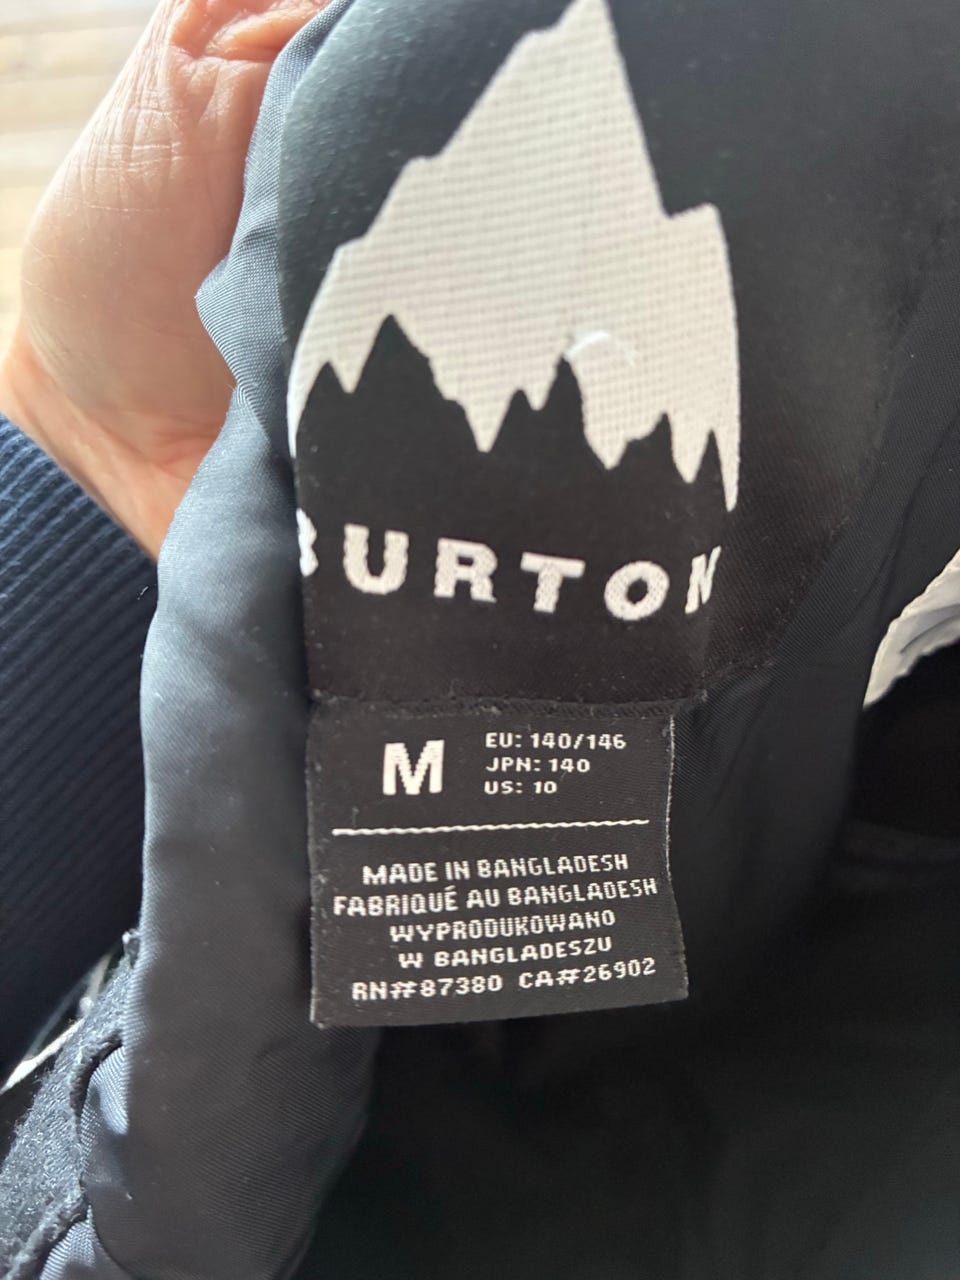 BURTON
M
EU: 140/146
JPN: 140
US: 10
MADE IN BANGLADESH
FABRIQUÉ AU BANGLADESH
WYPRODUKOWANO
W BANGLADESZU
RN#87380 CA#26902